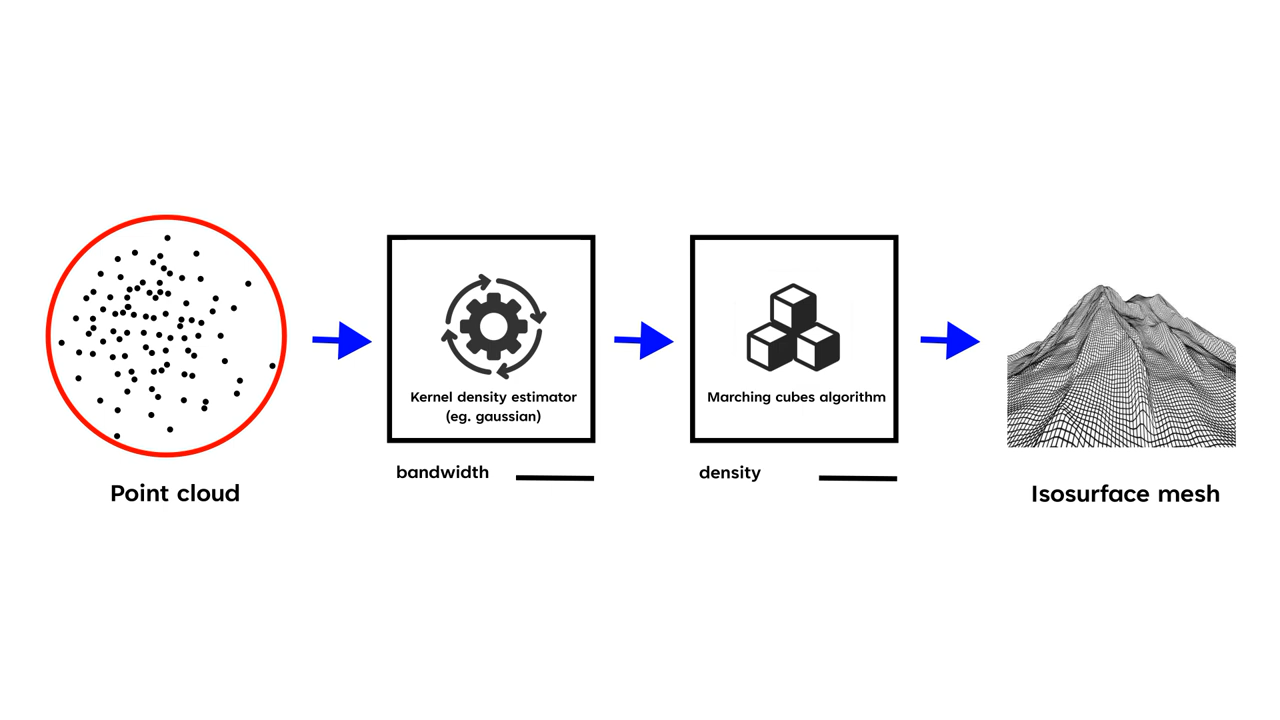 Point cloud
Kernel density estimator
(eg. gaussian)
bandwidth
Marching cubes algorithm
density
Isosurface mesh